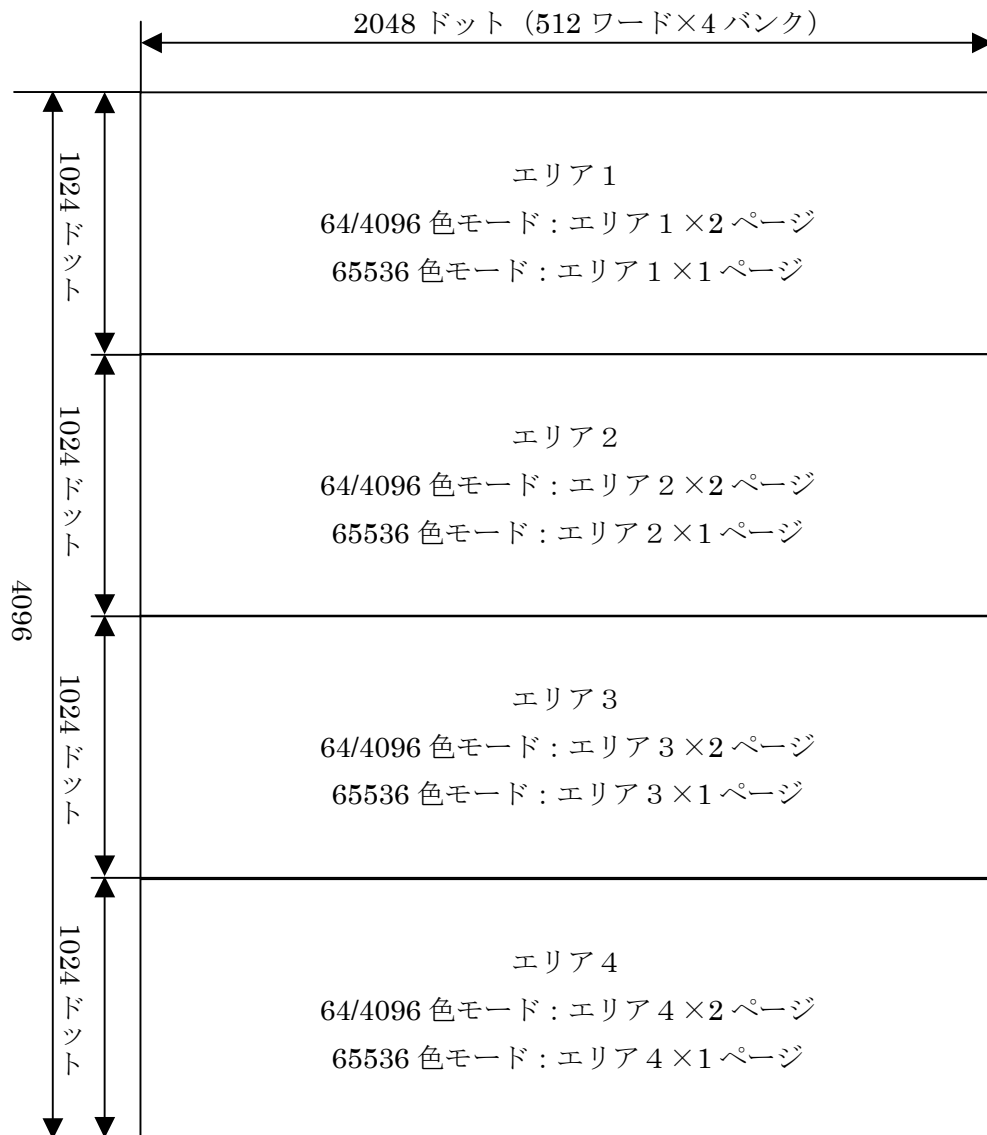 2048 ドット（512 ワード×4 バンク）
エリア１
64/4096 色モード：エリア１×2 ページ
65536 色モード：エリア１×1 ページ
1024 ドット
エリア２
64/4096 色モード：エリア２×2 ページ
65536 色モード：エリア２×1 ページ
1024 ドット
4096
エリア３
64/4096 色モード：エリア３×2 ページ
65536 色モード：エリア３×1 ページ
1024 ドット
エリア４
64/4096 色モード：エリア４×2 ページ
65536 色モード：エリア４×1 ページ
1024 ドット